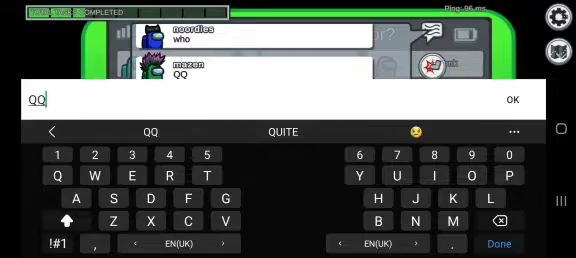 COMPLETED
Ping: 96 ms
or?
noordles
who
mazen
QQ
QQ
OK
QQ QUITE ...
1 2 3 4 5 6 7 8 9 0
Q W E R T Y U I O P
A S D F G H J K L
Z X C V B N M
!#1 , EN(UK) EN(UK) . Done